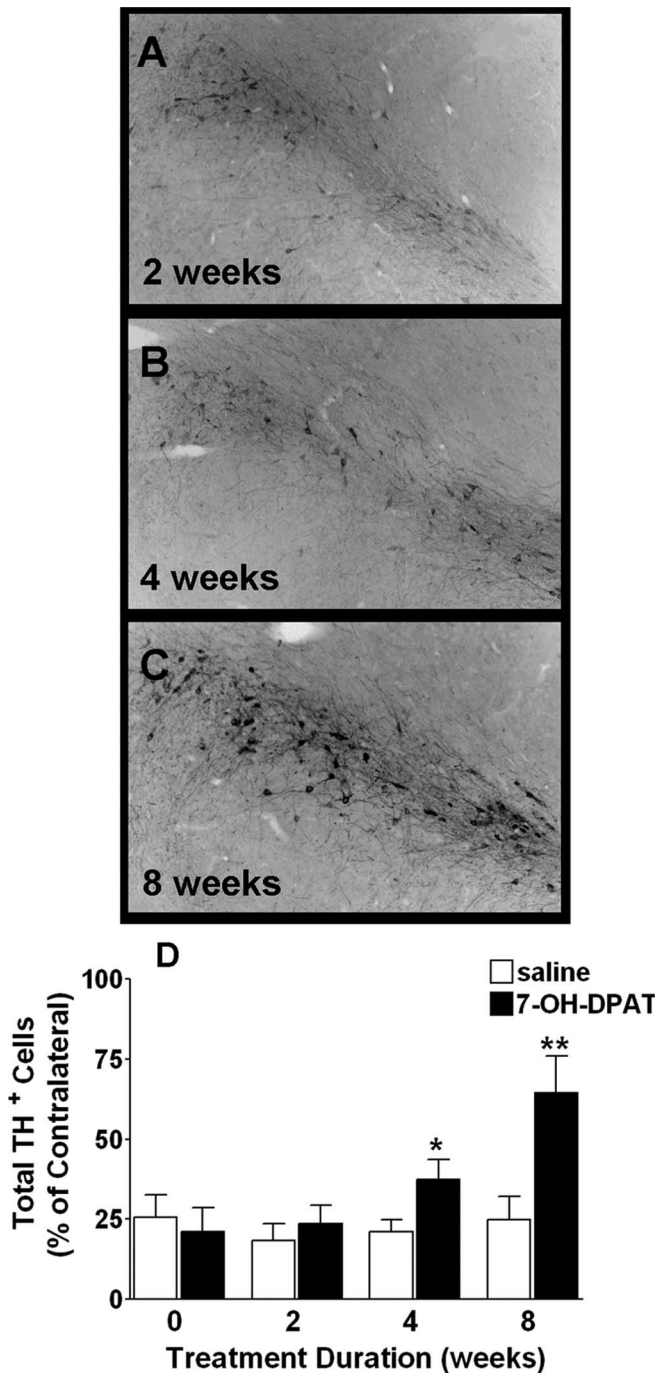 A
2 weeks
B
4 weeks
C
8 weeks
D
saline
7-OH-DPAT
Total TH + Cells
(% of Contralateral)
100
75
50
25
0
*
**
0 2 4 8
Treatment Duration (weeks)